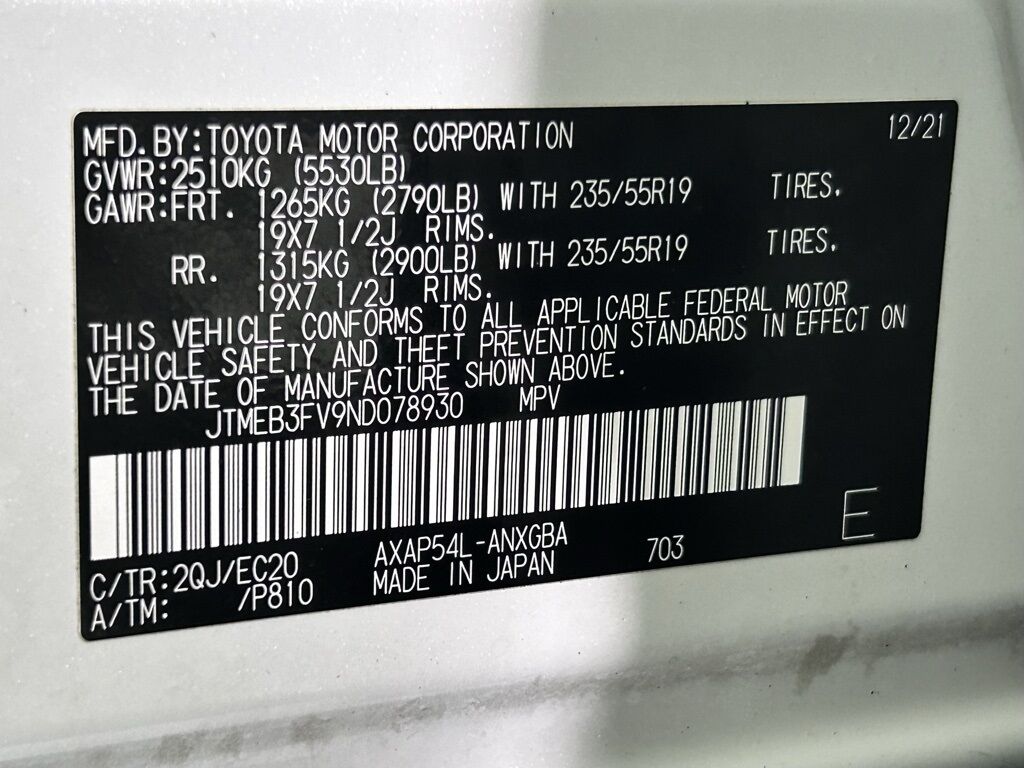 MFD.BY:TOYOTA MOTOR CORPORATION 12/21
GVWR:2510KG (5530LB)
GAWR:FRT. 1265KG (2790LB) WITH 235/55R19 TIRES.
19X7 1/2J RIMS.
RR. 1315KG (2900LB) WITH 235/55R19 TIRES.
19X7 1/2J RIMS.
THIS VEHICLE CONFORMS TO ALL APPLICABLE FEDERAL MOTOR
VEHICLE SAFETY AND THEFT PREVENTION STANDARDS IN EFFECT ON
THE DATE OF MANUFACTURE SHOWN ABOVE.
JTMEB3FV9ND078930 MPV
E
C/TR:2QJ/EC20 AXAP54L-ANXGBA 703
A/TM: /P810 MADE IN JAPAN